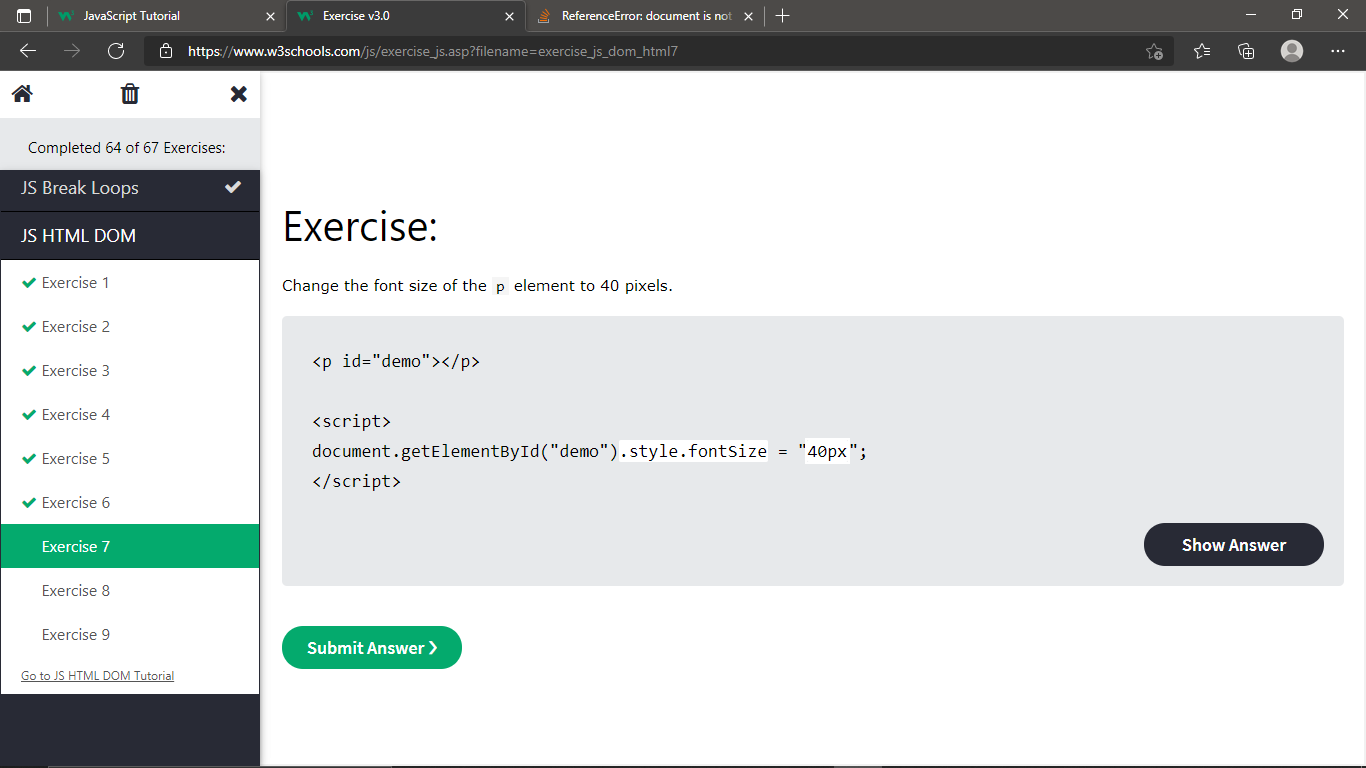 JavaScript Tutorial
Exercise v3.0
ReferenceError: document is not
https://www.w3schools.com/js/exercise_js.asp?filename=exercise_js_dom_html7
Completed 64 of 67 Exercises:
JS Break Loops
JS HTML DOM
Exercise 1
Exercise 2
Exercise 3
Exercise 4
Exercise 5
Exercise 6
Exercise 7
Exercise 8
Exercise 9
Go to JS HTML DOM Tutorial
Exercise:
Change the font size of the p element to 40 pixels.
<p id="demo"></p>
<script>
document.getElementById("demo").style.fontSize = "40px";
</script>
Show Answer
Submit Answer ❯